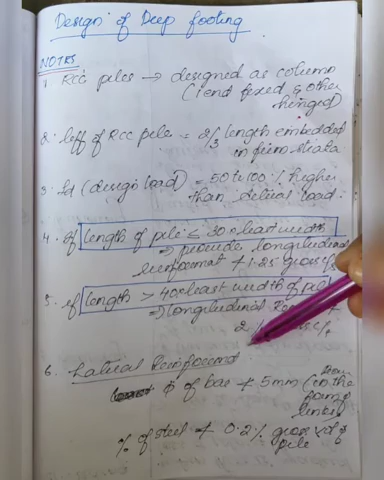 Design of Deep footing
NOTES
1 RCC piles → designed as column
(1 end fixed & other
hinged)
2. leff of RCC pile = 2/3 length embedded
in firm strata
3. fd (design load) = 50 to 100 % higher
than actual load.
4. if length of pile ≤ 30 x least width
⇒ provide longitudinal
reinforcement ≮ 1.25 gross c/s
5. if length > 40 x least width of pile
⇒ longitudinal
2
6. Lateral Reinforcement
ϕ of bar ≮ 5mm (in the
form of
links)
% of steel ≮ 0.2% gross vol of
pile